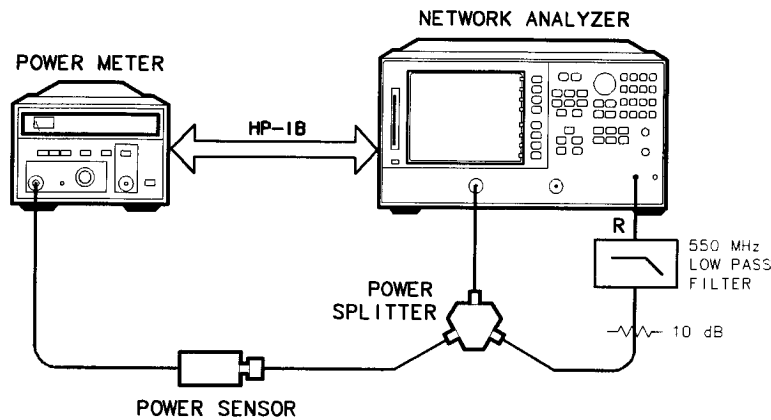 NETWORK ANALYZER
POWER METER
HP-IB
R
550 MHz
LOW PASS
FILTER
POWER
SPLITTER
10 dB
POWER SENSOR